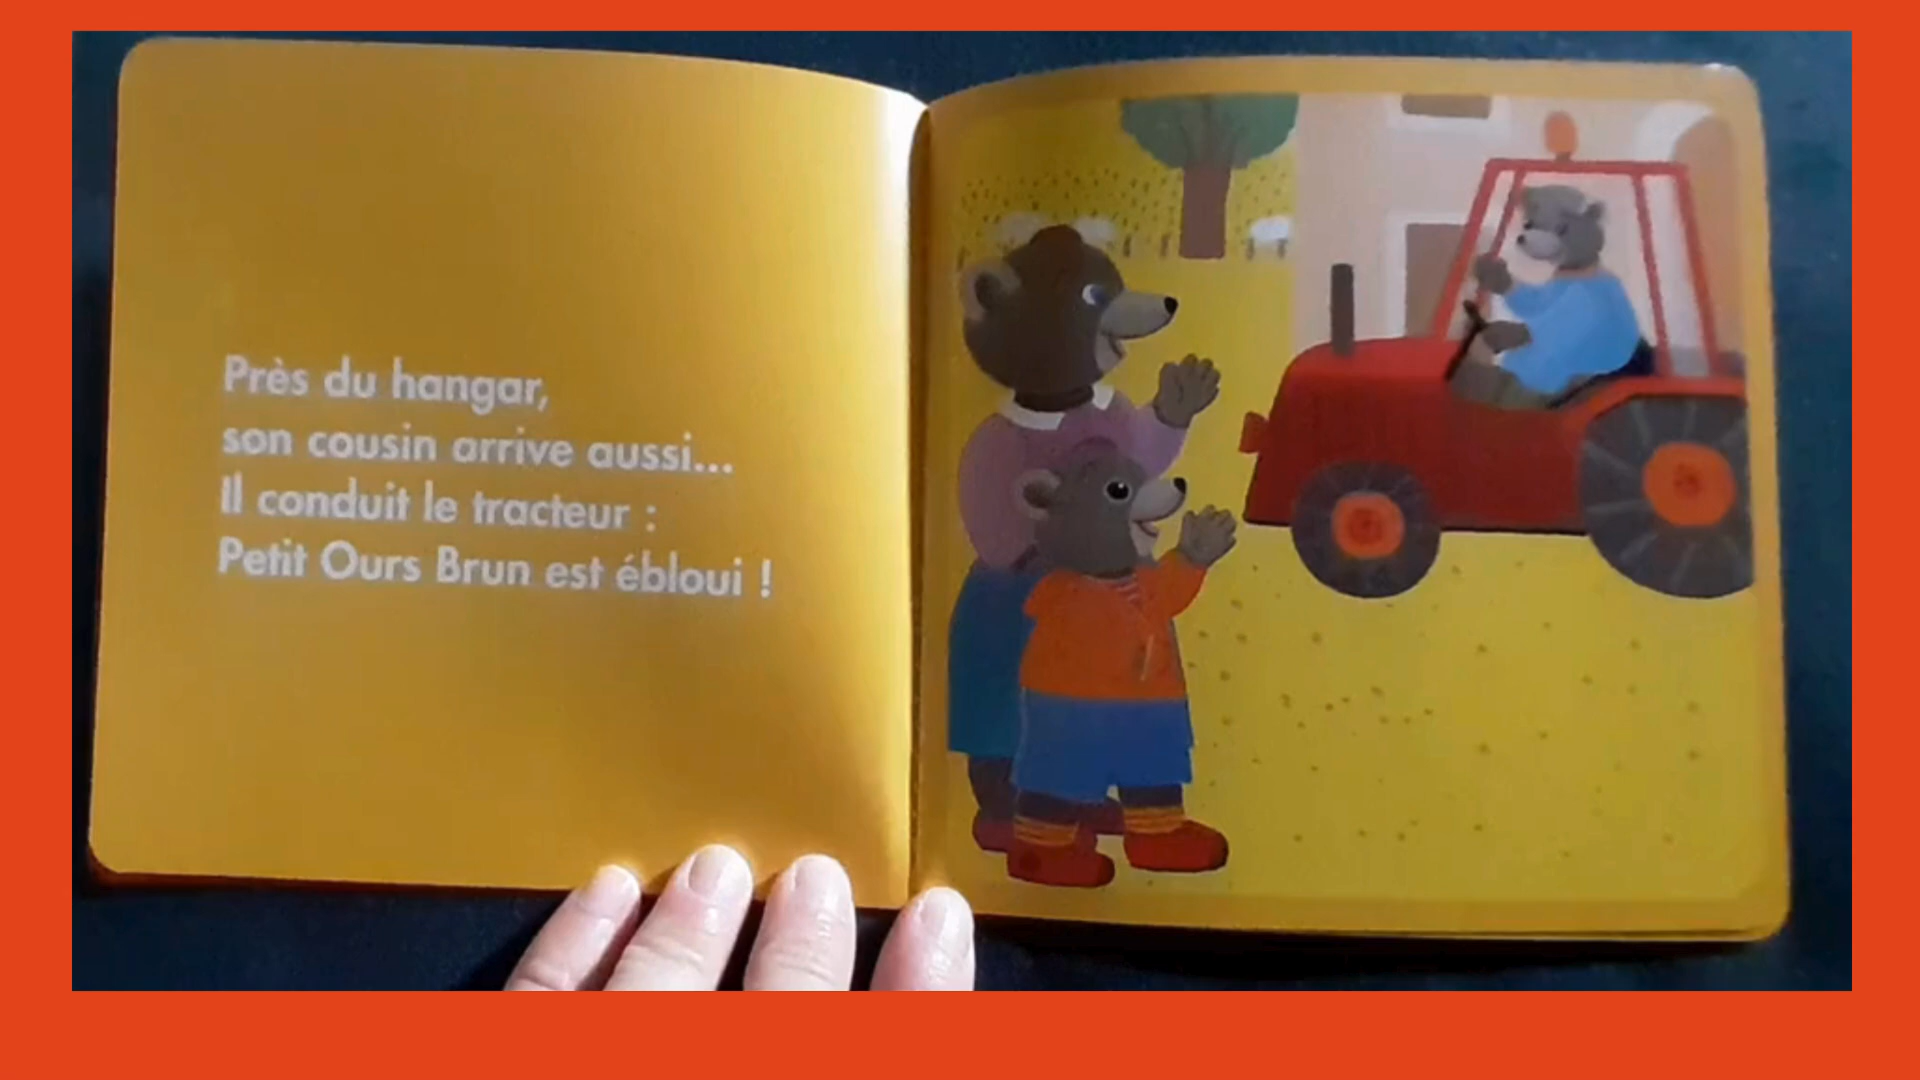 Près du hangar,
son cousin arrive aussi...
Il conduit le tracteur :
Petit Ours Brun est ébloui !